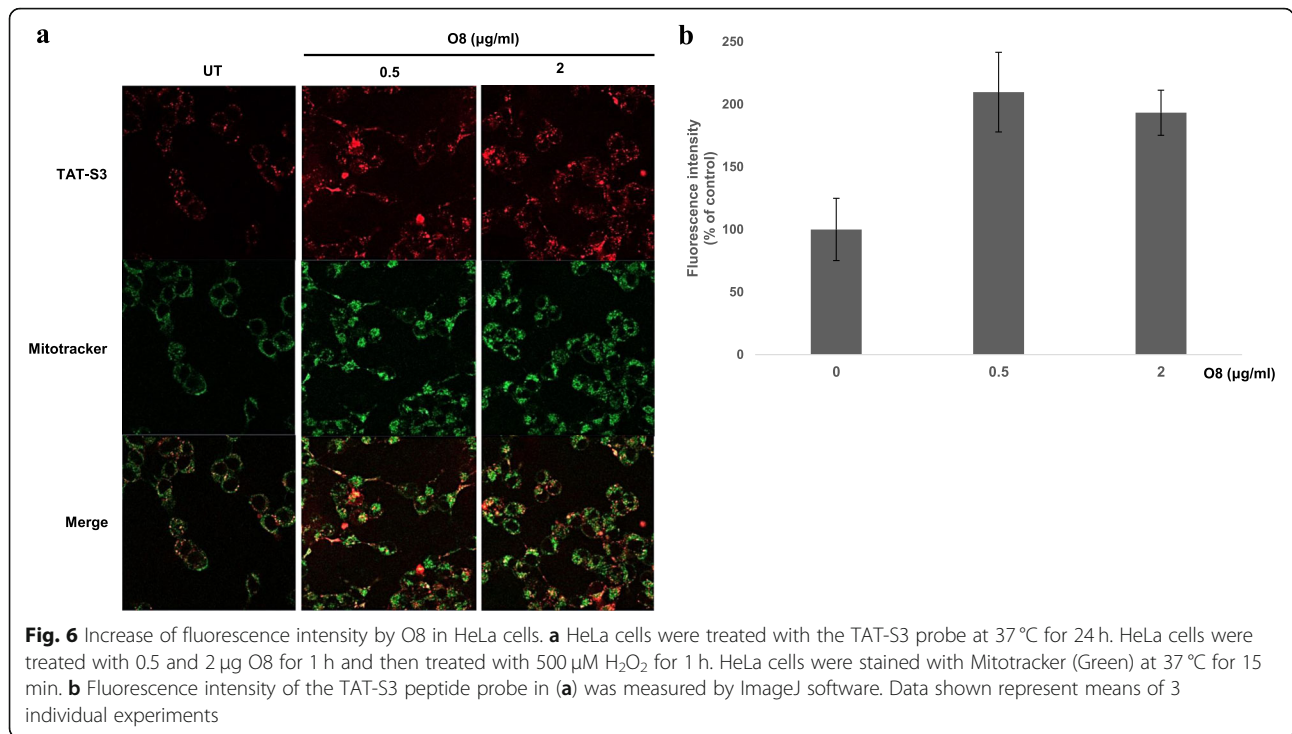 a
O8 (μg/ml)
UT
0.5
2
TAT-S3
Mitotracker
Merge
b
250
200
150
100
50
0
Fluorescence intensity
(% of control)
0
0.5
2
O8 (μg/ml)
Fig. 6 Increase of fluorescence intensity by O8 in HeLa cells. a HeLa cells were treated with the TAT-S3 probe at 37 °C for 24 h. HeLa cells were
treated with 0.5 and 2 μg O8 for 1 h and then treated with 500 μM H₂O₂ for 1 h. HeLa cells were stained with Mitotracker (Green) at 37 °C for 15
min. b Fluorescence intensity of the TAT-S3 peptide probe in (a) was measured by ImageJ software. Data shown represent means of 3
individual experiments